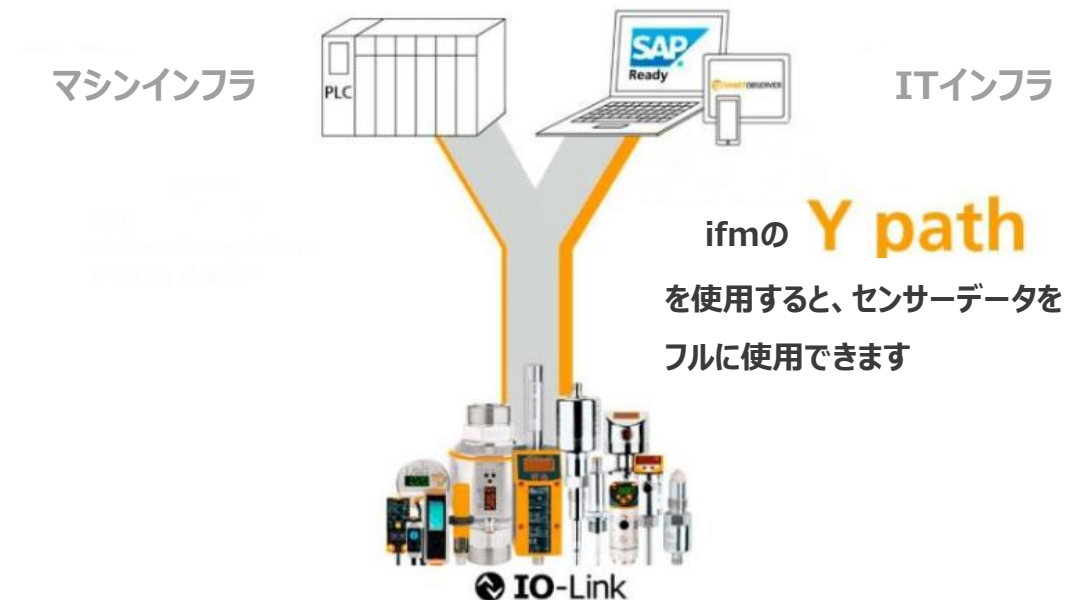 マシンインフラ
PLC
SAP
Ready
SMARTOBSERVER
ITインフラ
ifmの Y path
を使用すると、センサーデータを
フルに使用できます
IO-Link